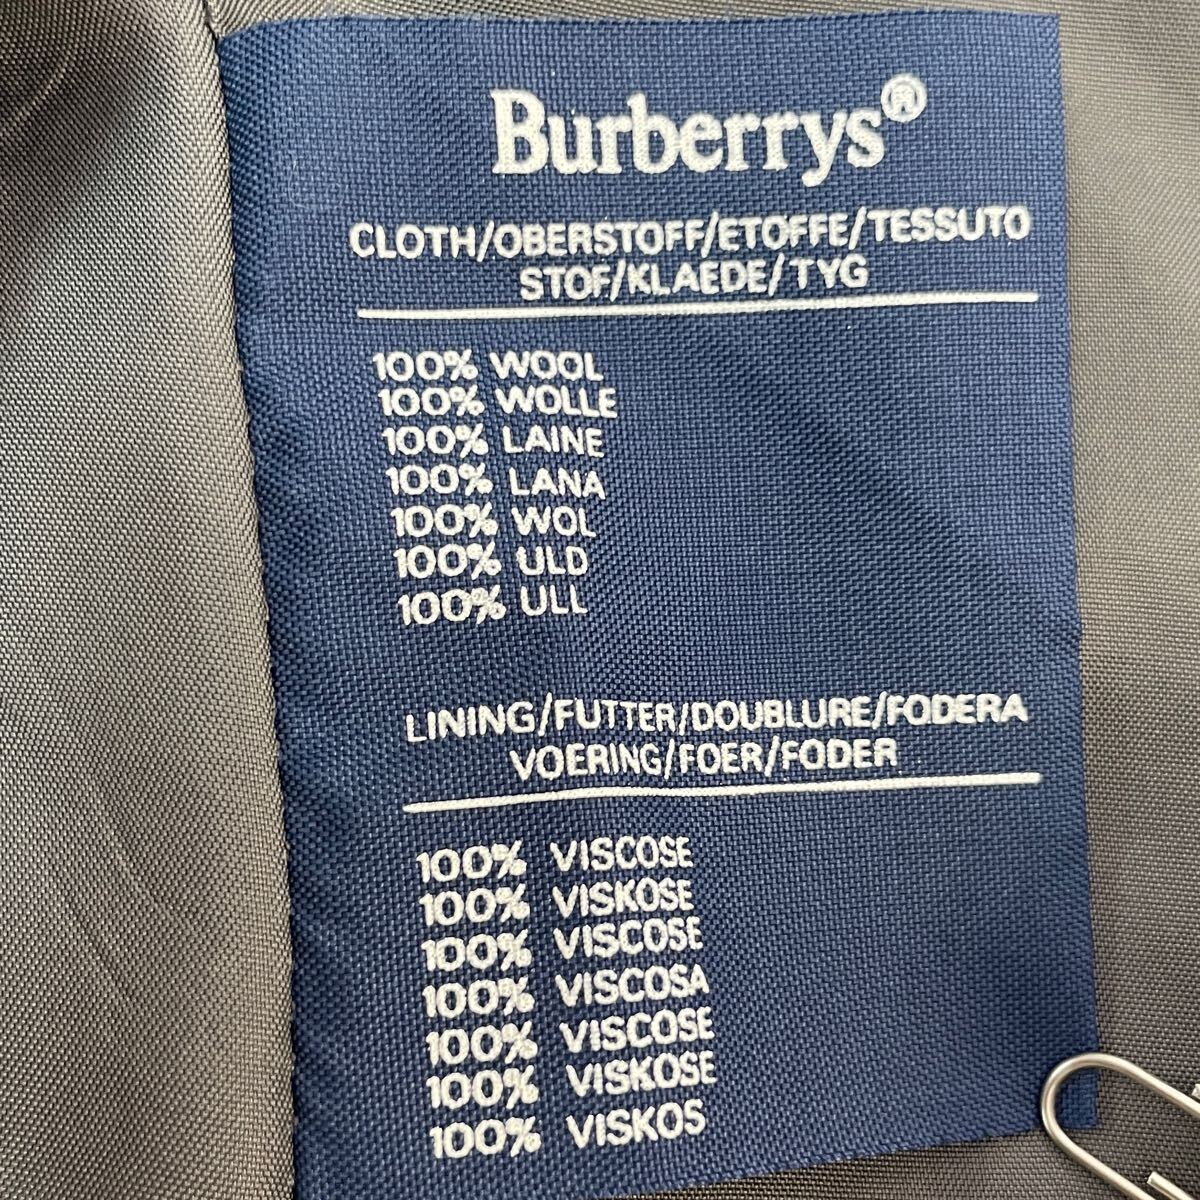 Burberrys®
CLOTH/OBERSTOFF/ETOFFE/TESSUTO
STOF/KLAEDE/TYG
100% WOOL
100% WOLLE
100% LAINE
100% LANA
100% WOL
100% ULD
100% ULL
LINING/FUTTER/DOUBLURE/FODERA
VOERING/FOER/FODER
100% VISCOSE
100% VISKOSE
100% VISCOSE
100% VISCOSA
100% VISCOSE
100% VISKOSE
100% VISKOS